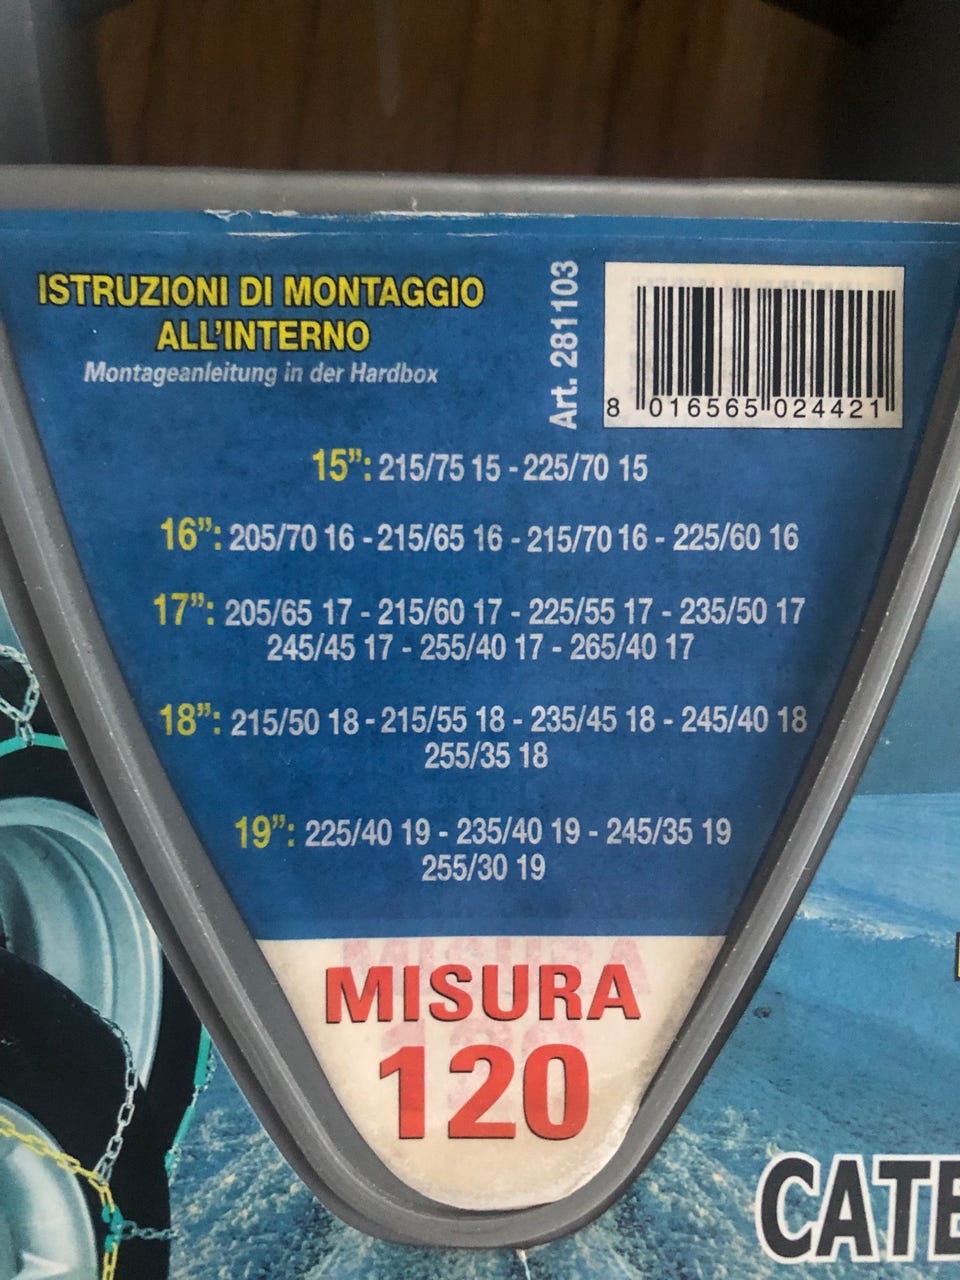 ISTRUZIONI DI MONTAGGIO
ALL'INTERNO
Montageanleitung in der Hardbox
Art. 281103
8 016565 024421
15”: 215/75 15 - 225/70 15
16”: 205/70 16 - 215/65 16 - 215/70 16 - 225/60 16
17”: 205/65 17 - 215/60 17 - 225/55 17 - 235/50 17
245/45 17 - 255/40 17 - 265/40 17
18”: 215/50 18 - 215/55 18 - 235/45 18 - 245/40 18
255/35 18
19”: 225/40 19 - 235/40 19 - 245/35 19
255/30 19
MISURA
120
CATE